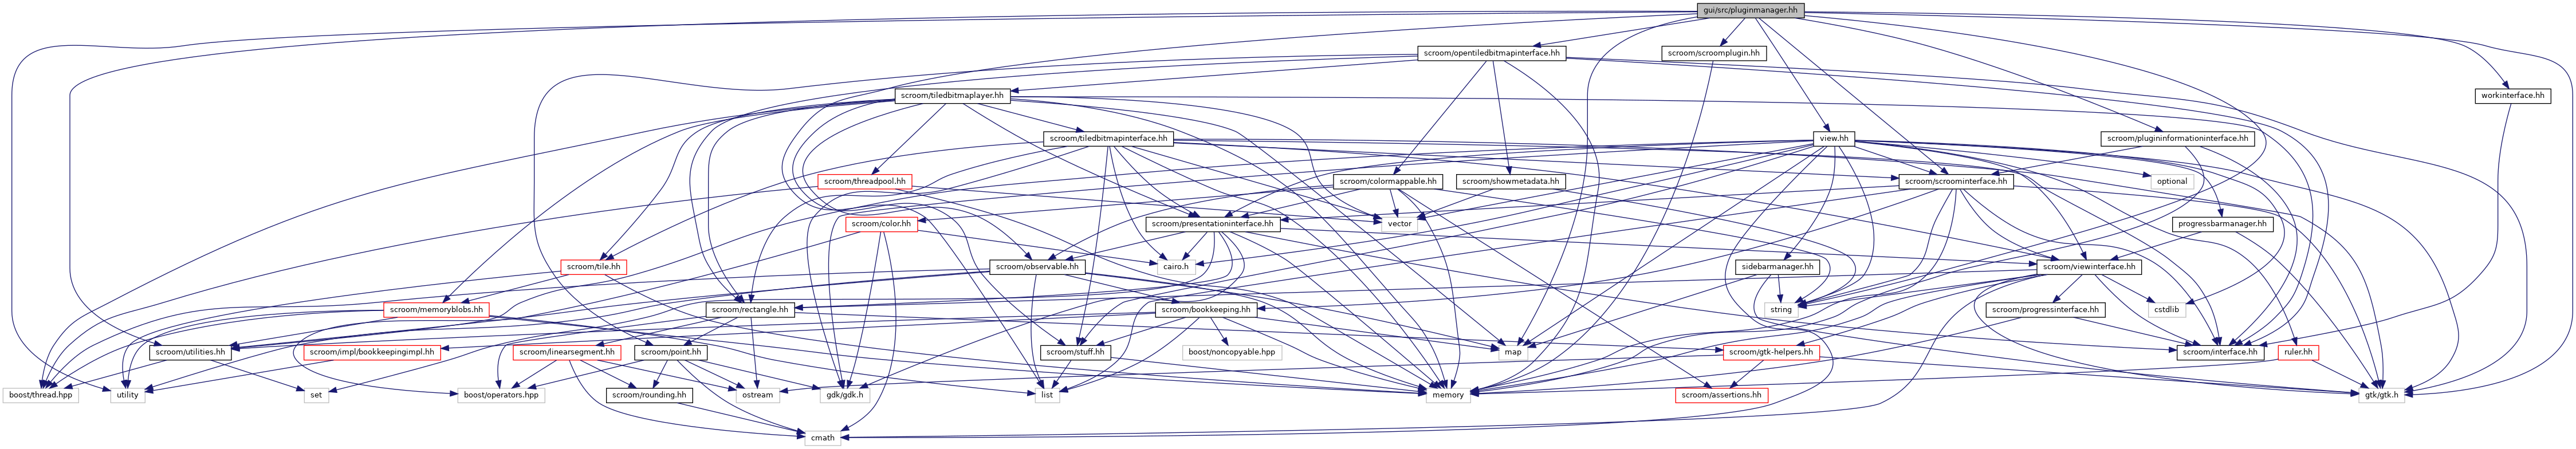 gui/src/pluginmanager.hh
scroom/opentiledbitmapinterface.hh
scroom/scroomplugin.hh
scroom/tiledbitmaplayer.hh
workinterface.hh
scroom/tiledbitmapinterface.hh
view.hh
scroom/plugininformationinterface.hh
scroom/threadpool.hh
scroom/colormappable.hh
scroom/showmetadata.hh
scroom/scroominterface.hh
optional
scroom/color.hh
scroom/presentationinterface.hh
vector
progressbarmanager.hh
scroom/tile.hh
scroom/observable.hh
cairo.h
sidebarmanager.hh
scroom/viewinterface.hh
scroom/memoryblobs.hh
scroom/rectangle.hh
scroom/bookkeeping.hh
string
scroom/progressinterface.hh
cstdlib
scroom/utilities.hh
scroom/impl/bookkeepingimpl.hh
scroom/linearsegment.hh
scroom/point.hh
scroom/stuff.hh
boost/noncopyable.hpp
map
scroom/gtk-helpers.hh
scroom/interface.hh
ruler.hh
boost/thread.hpp
utility
set
boost/operators.hpp
scroom/rounding.hh
ostream
gdk/gdk.h
list
memory
scroom/assertions.hh
gtk/gtk.h
cmath